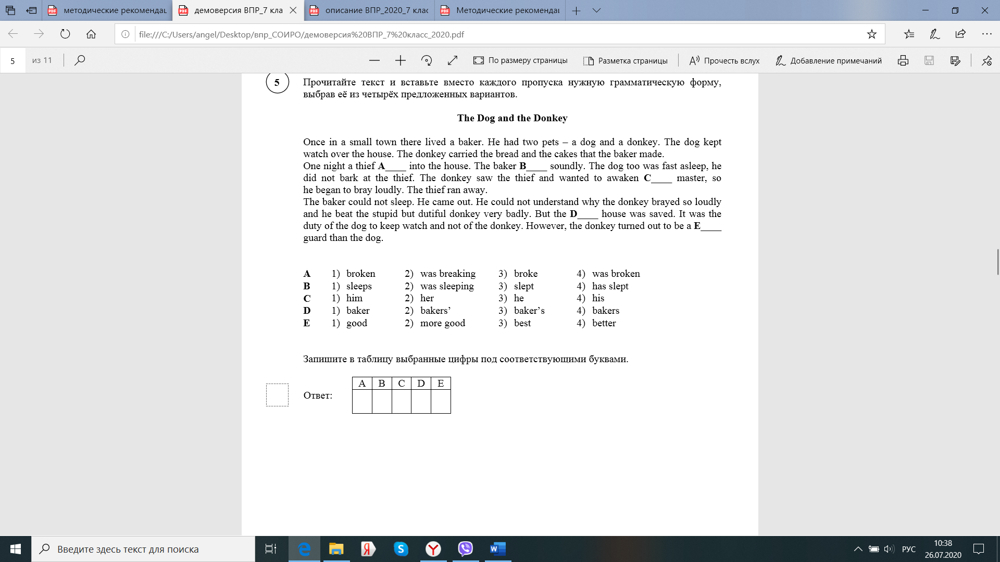 методические рекомендац
демоверсия ВПР_7 кла
описание ВПР_2020_7 клас
Методические рекомендац
file:///C:/Users/angel/Desktop/впр_СОИРО/демоверсия%20ВПР_7%20класс_2020.pdf
5 из 11
По размеру страницы
Разметка страницы
Прочесть вслух
Добавление примечаний
5 Прочитайте текст и вставьте вместо каждого пропуска нужную грамматическую форму,
выбрав её из четырёх предложенных вариантов.
The Dog and the Donkey
Once in a small town there lived a baker. He had two pets – a dog and a donkey. The dog kept
watch over the house. The donkey carried the bread and the cakes that the baker made.
One night a thief A____ into the house. The baker B____ soundly. The dog too was fast asleep, he
did not bark at the thief. The donkey saw the thief and wanted to awaken C____ master, so
he began to bray loudly. The thief ran away.
The baker could not sleep. He came out. He could not understand why the donkey brayed so loudly
and he beat the stupid but dutiful donkey very badly. But the D____ house was saved. It was the
duty of the dog to keep watch and not of the donkey. However, the donkey turned out to be a E____
guard than the dog.
A 1) broken 2) was breaking 3) broke 4) was broken
B 1) sleeps 2) was sleeping 3) slept 4) has slept
C 1) him 2) her 3) he 4) his
D 1) baker 2) bakers’ 3) baker’s 4) bakers
E 1) good 2) more good 3) best 4) better
Запишите в таблицу выбранные цифры под соответствующими буквами.
A B C D E
Ответ:
Введите здесь текст для поиска
РУС
10:38
26.07.2020